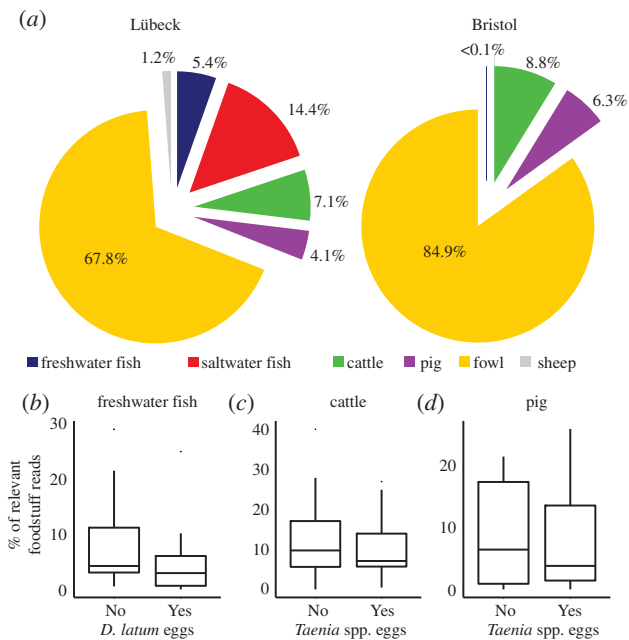 (a)
Lübeck
Bristol
1.2%
5.4%
14.4%
7.1%
4.1%
67.8%
<0.1%
8.8%
6.3%
84.9%
freshwater fish saltwater fish cattle pig fowl sheep
(b) freshwater fish
% of relevant
foodstuff reads
30
20
10
0
No Yes
D. latum eggs
(c) cattle
40
30
20
10
0
No Yes
Taenia spp. eggs
(d) pig
20
10
0
No Yes
Taenia spp. eggs